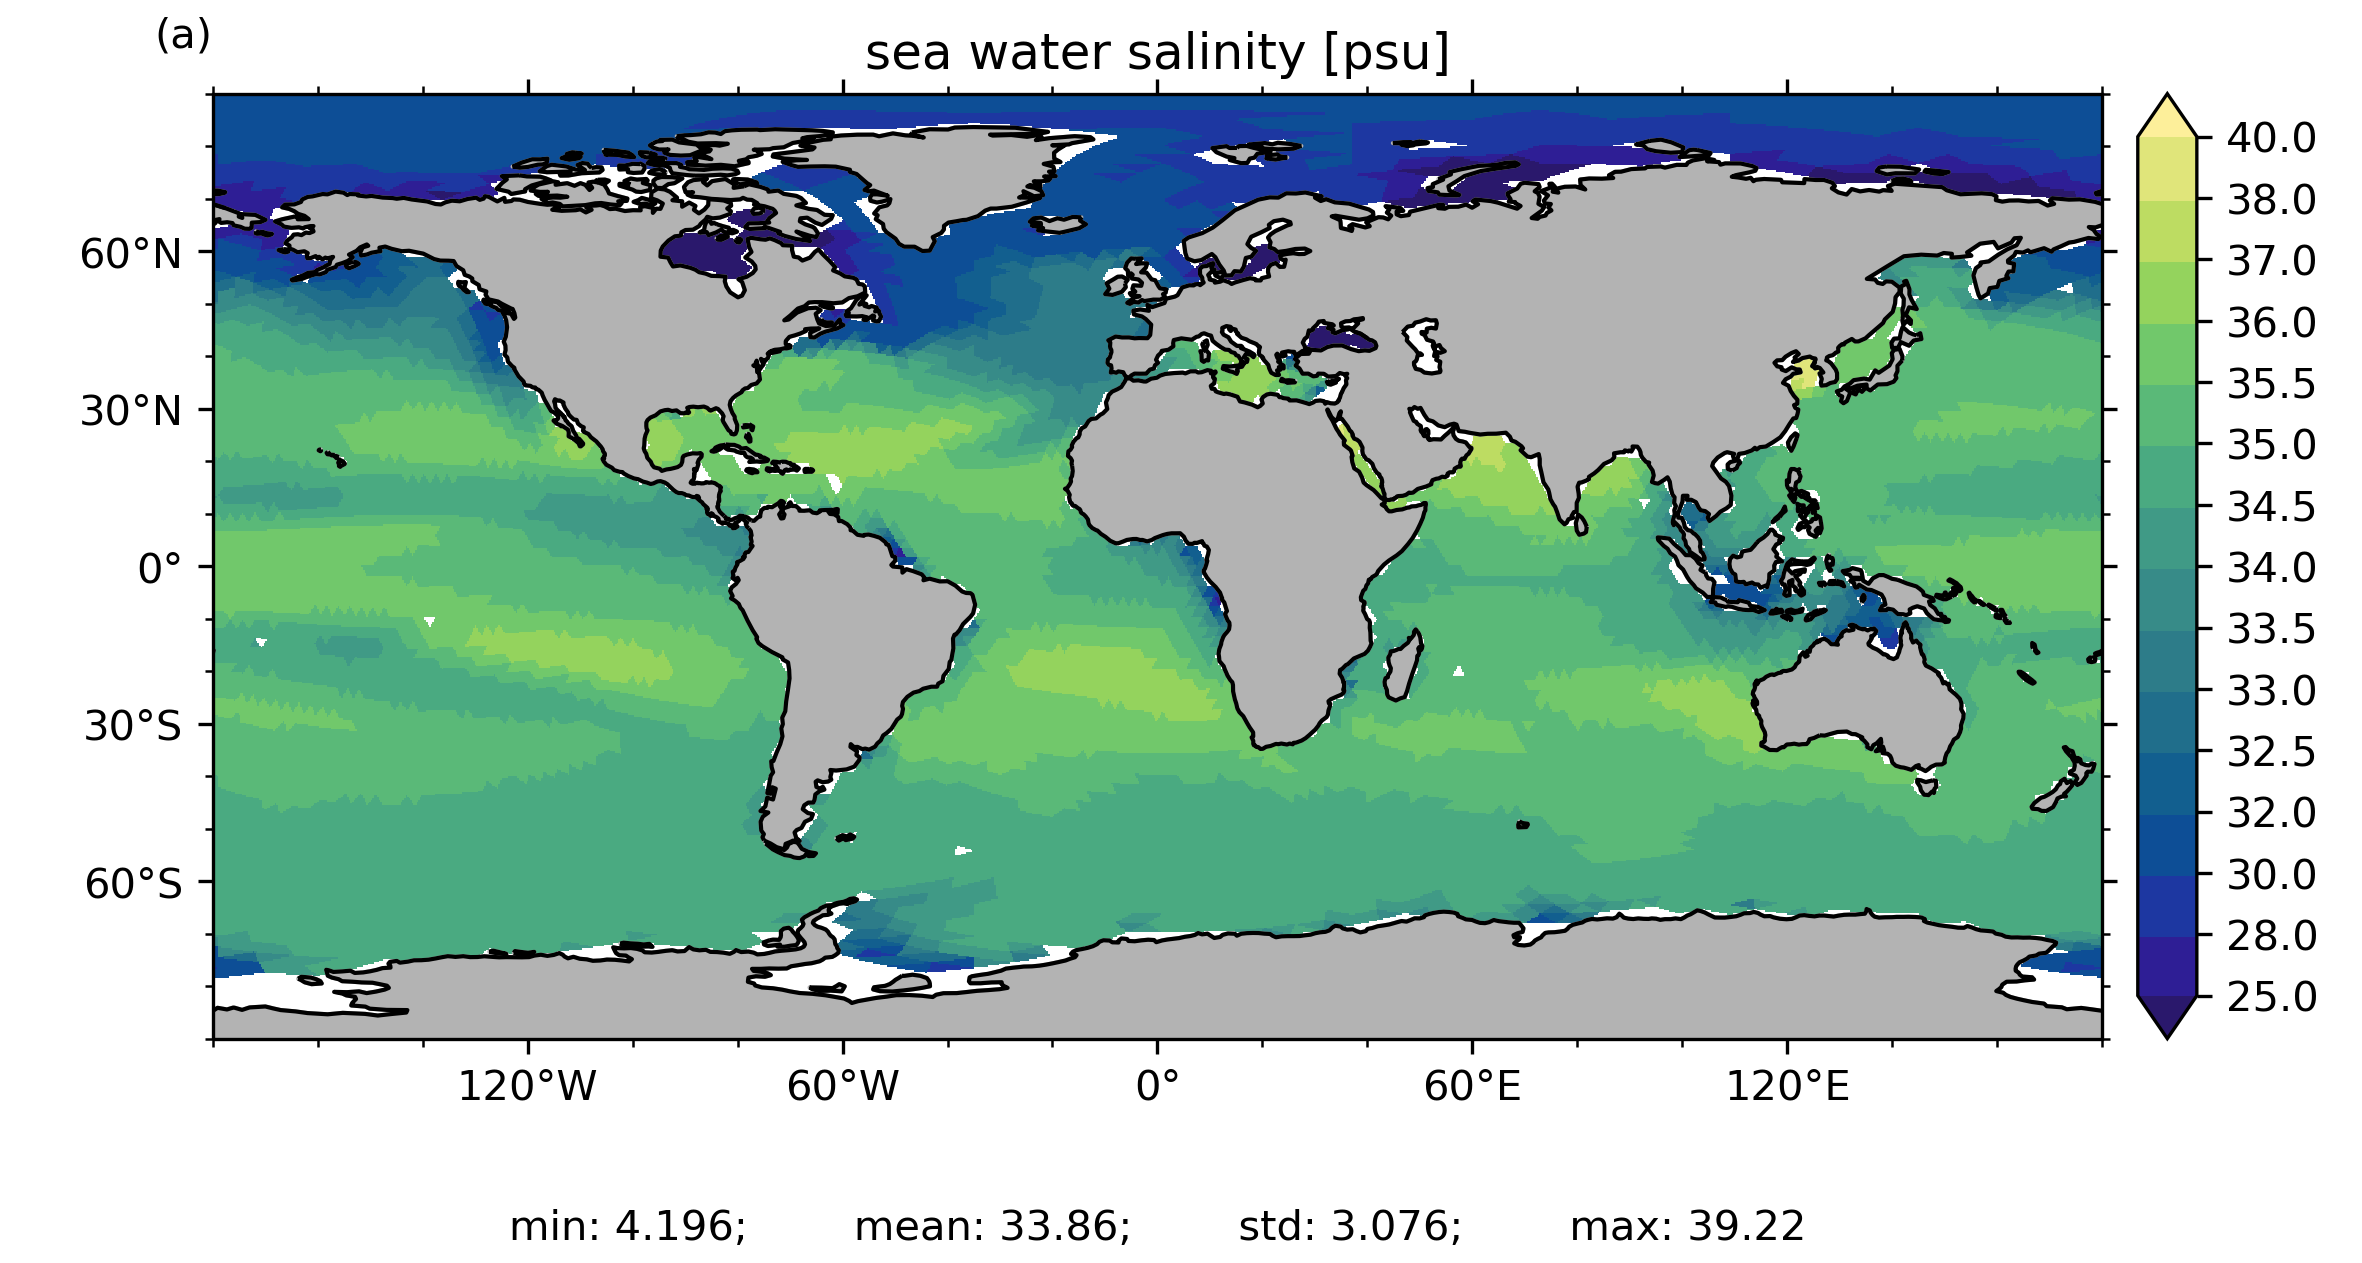 (a)
sea water salinity [psu]
60°N
30°N
0°
30°S
60°S
120°W 60°W 0° 60°E 120°E
40.0
38.0
37.0
36.0
35.5
35.0
34.5
34.0
33.5
33.0
32.5
32.0
30.0
28.0
25.0
min: 4.196; mean: 33.86; std: 3.076; max: 39.22